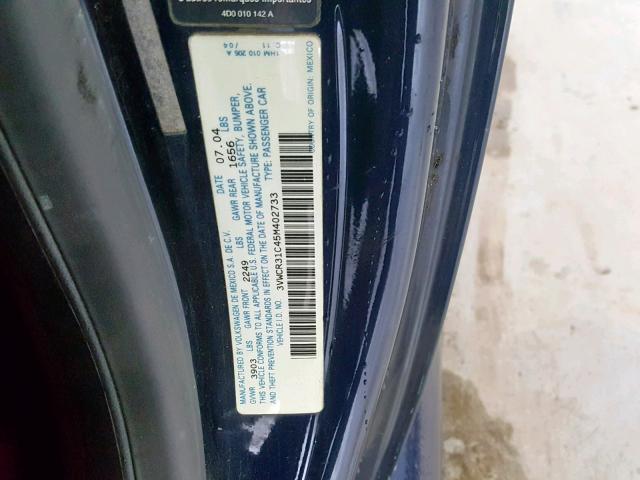 4D0 010 142 A
MANUFACTURED BY VOLKSWAGEN DE MEXICO S.A. DE C.V. DATE 07.04
GVWR 3903 LBS GAWR FRONT 2249 LBS GAWR REAR 1656 LBS
THIS VEHICLE CONFORMS TO ALL APPLICABLE U.S. FEDERAL MOTOR VEHICLE SAFETY, BUMPER,
AND THEFT PREVENTION STANDARDS IN EFFECT ON THE DATE OF MANUFACTURE SHOWN ABOVE.
VEHICLE I.D. NO.: 3VWCR31C45M402733 TYPE: PASSENGER CAR
COUNTRY OF ORIGIN: MEXICO
1HM 010 206 A